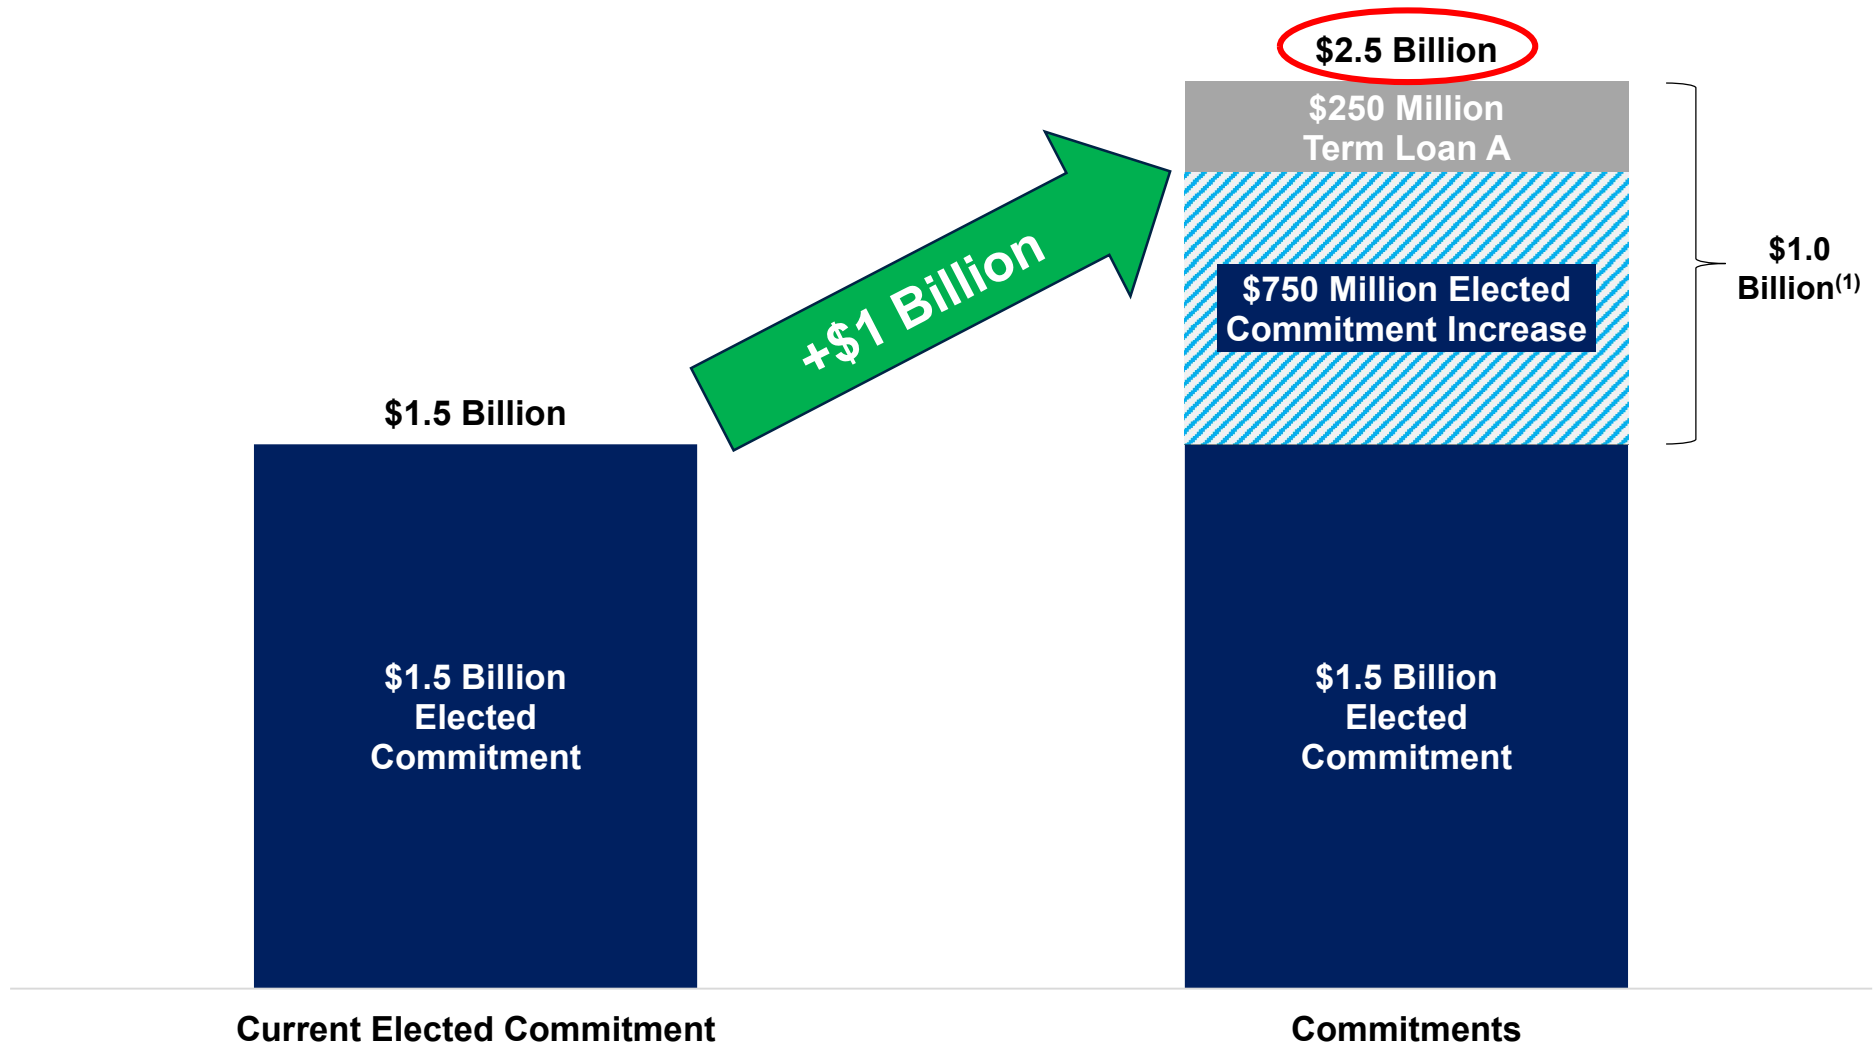 $2.5 Billion
$250 Million
Term Loan A
+$1 Billion
$750 Million Elected
Commitment Increase
$1.0
Billion(1)
$1.5 Billion
$1.5 Billion
Elected
Commitment
$1.5 Billion
Elected
Commitment
Current Elected Commitment
Commitments